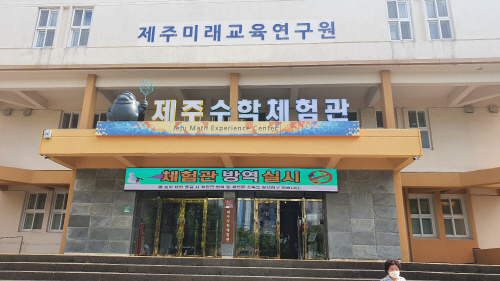 제주미래교육연구원
제주수학체험관
Jeju Math Experience Center
체험관 방역 실시